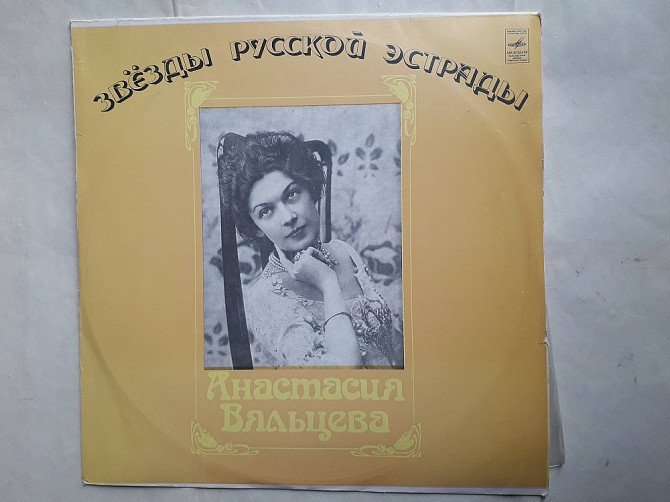 ЗВЁЗДЫ РУССКОЙ ЭСТРАДЫ
Анастасия
Вяльцева